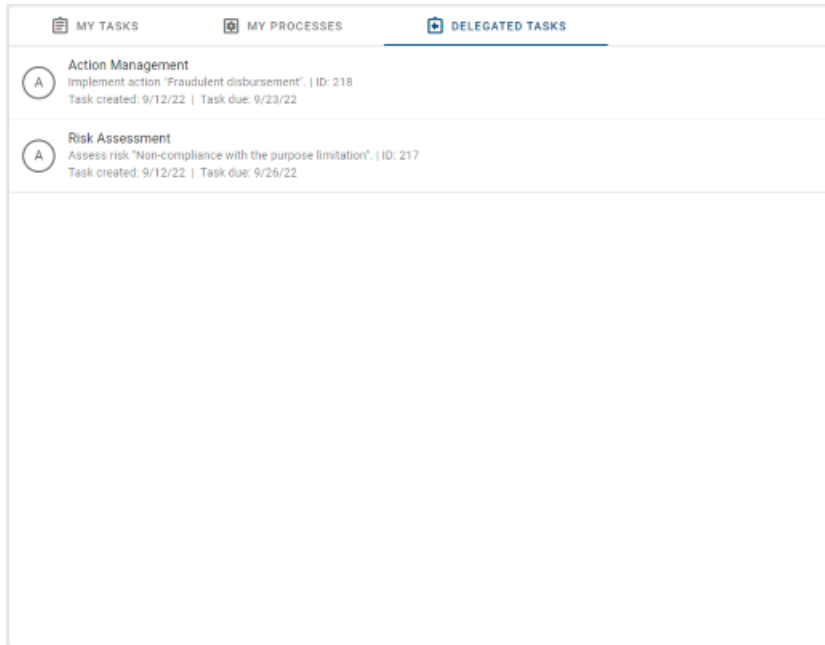 MY TASKS
MY PROCESSES
DELEGATED TASKS
A
Action Management
Implement action "Fraudulent disbursement". | ID: 218
Task created: 9/12/22 | Task due: 9/23/22
A
Risk Assessment
Assess risk "Non-compliance with the purpose limitation". | ID: 217
Task created: 9/12/22 | Task due: 9/26/22